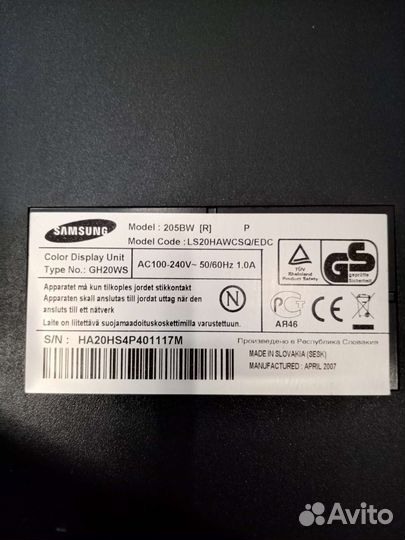 SAMSUNG
Model : 205BW [R] P
Model Code : LS20HAWCSQ/EDC
Color Display Unit
Type No.: GH20WS
AC100-240V~ 50/60Hz 1.0A
Apparatet må kun tilkoples jordet stikkontakt
Apparaten skall anslutas till jordat uttag när den
ansluts till ett nätverk
Laite on liitettävä suojamaadoituskoskettimilla varustettuun.
TÜV
Rheinland
Product Safety
geprüfte
Sicherheit
GS
АЯ46
S/N : HA20HS4P401117M
Произведено в Республика Словакия
MADE IN SLOVAKIA (SESK)
MANUFACTURED : APRIL 2007
Avito